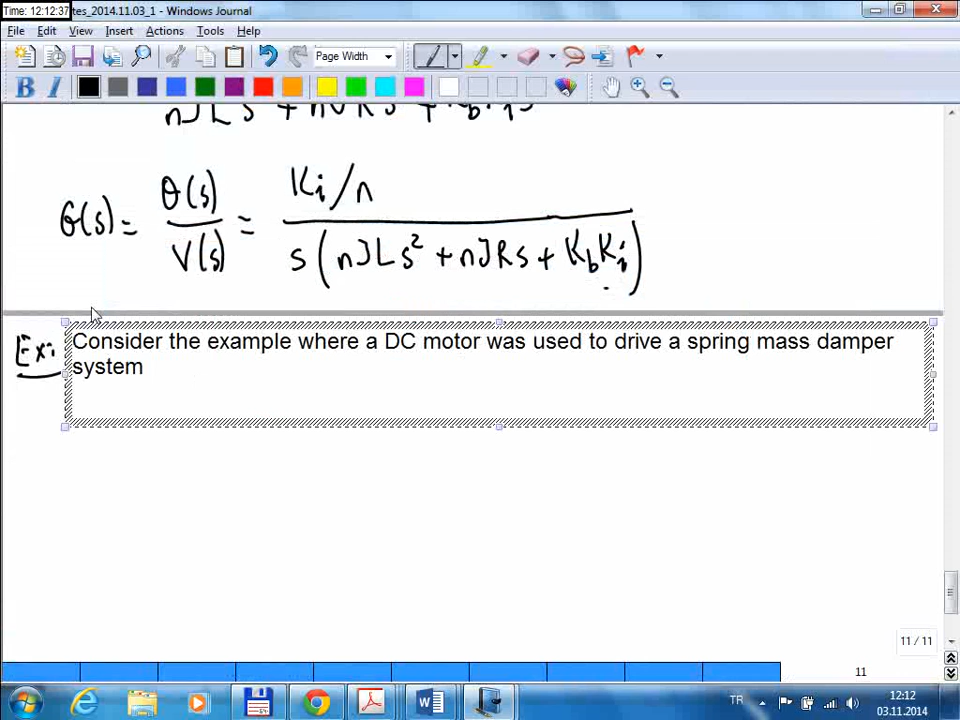 Time: 12:12:37
tes_2014.11.03_1 - Windows Journal
File Edit View Insert Actions Tools Help
Page Width
B I
θ(s) Ki/n
G(s)= =
V(s) s(nJLs² + nJRs + KbKi)
Ex: Consider the example where a DC motor was used to drive a spring mass damper
system
11 / 11
11
TR 12:12
03.11.2014